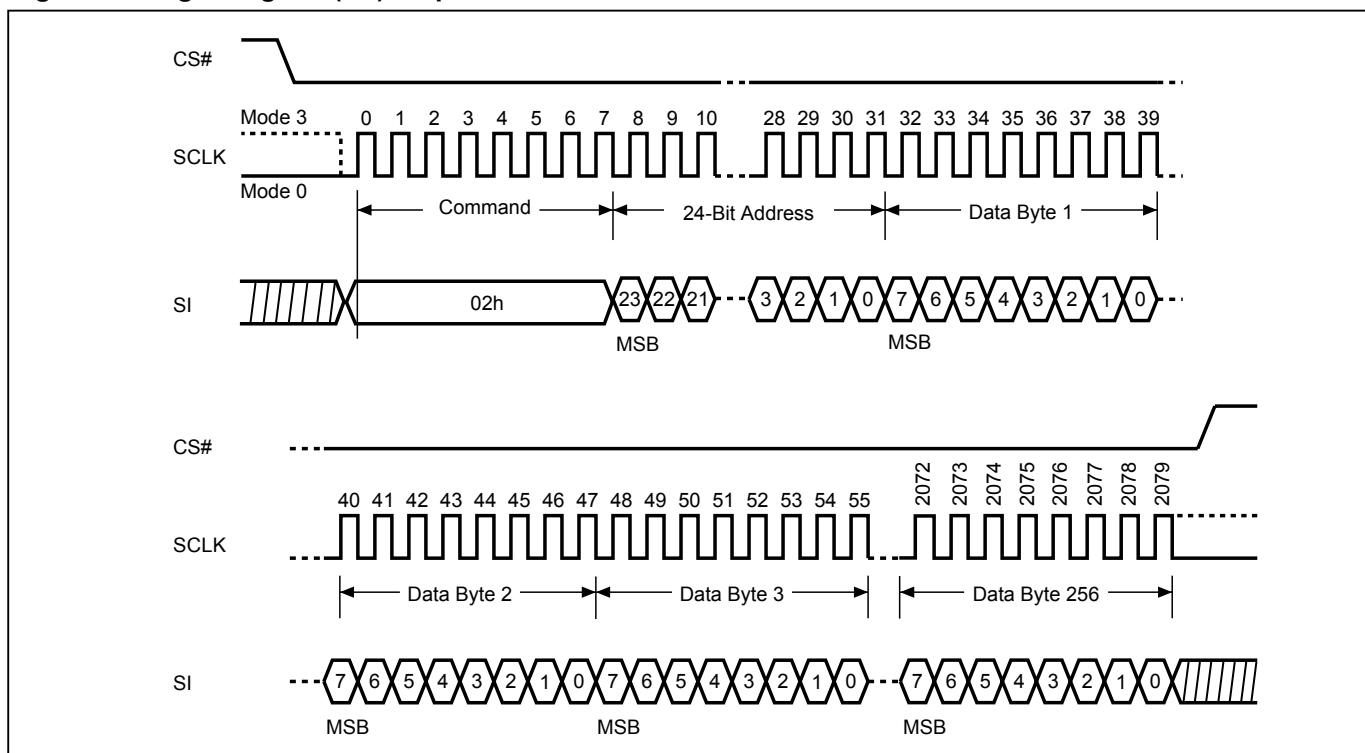 CS#
Mode 3
0 1 2 3 4 5 6 7 8 9 10 28 29 30 31 32 33 34 35 36 37 38 39
SCLK
Mode 0
Command 24-Bit Address Data Byte 1
SI 02h 23 22 21 3 2 1 0 7 6 5 4 3 2 1 0
MSB MSB
CS#
40 41 42 43 44 45 46 47 48 49 50 51 52 53 54 55 2072 2073 2074 2075 2076 2077 2078 2079
SCLK
Data Byte 2 Data Byte 3 Data Byte 256
SI 7 6 5 4 3 2 1 0 7 6 5 4 3 2 1 0 7 6 5 4 3 2 1 0
MSB MSB MSB